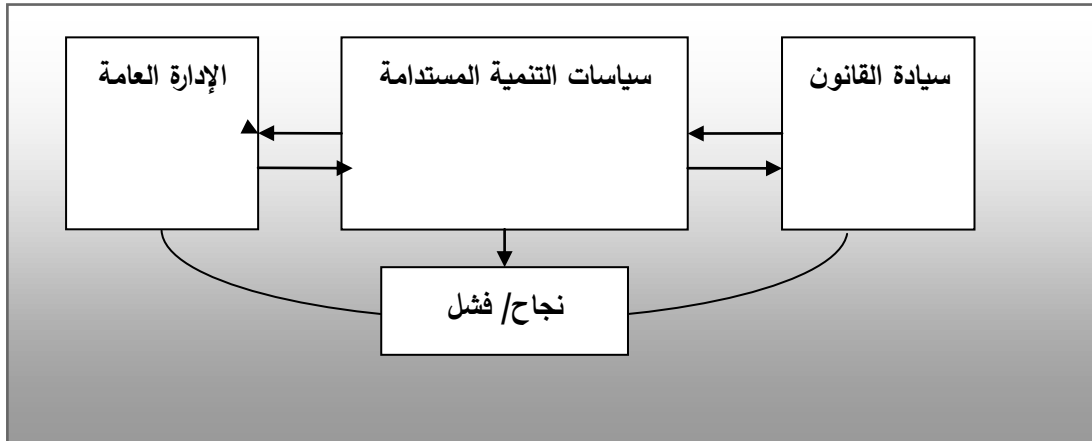 سيادة القانون
سياسات التنمية المستدامة
الإدارة العامة
نجاح/ فشل